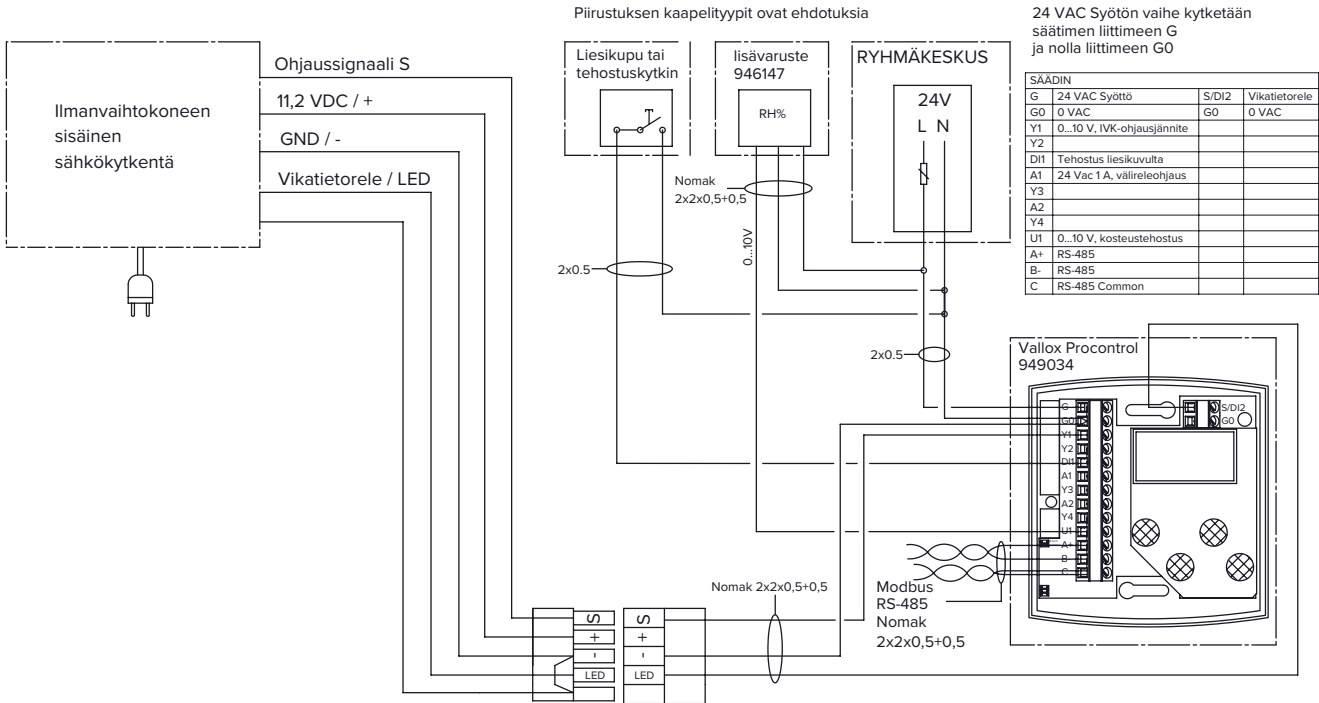 Piirustuksen kaapelityypit ovat ehdotuksia
24 VAC Syötön vaihe kytketään
säätimen liittimeen G
ja nolla liittimeen G0
Ilmanvaihtokoneen
sisäinen
sähkökytkentä
Ohjaussignaali S
11,2 VDC / +
GND / -
Vikatietorele / LED
Liesikupu tai
tehostuskytkin
lisävaruste
946147
RH%
RYHMÄKESKUS
24V
L N
Nomak
2x2x0,5+0,5
0...10V
2x0.5
2x0.5
SÄÄDIN
G 24 VAC Syöttö S/DI2 Vikatietorele
G0 0 VAC G0 0 VAC
Y1 0...10 V, IVK-ohjausjännite
Y2
DI1 Tehostus liesikuvulta
A1 24 Vac 1 A, välireleohjaus
Y3
A2
Y4
U1 0...10 V, kosteustehostus
A+ RS-485
B- RS-485
C RS-485 Common
Vallox Procontrol
949034
G
G0
Y1
Y2
DI1
A1
Y3
A2
Y4
U1
A+
B
C
S/DI2
G0
Modbus
RS-485
Nomak
2x2x0,5+0,5
Nomak 2x2x0,5+0,5
S
+
-
LED
S
+
-
LED